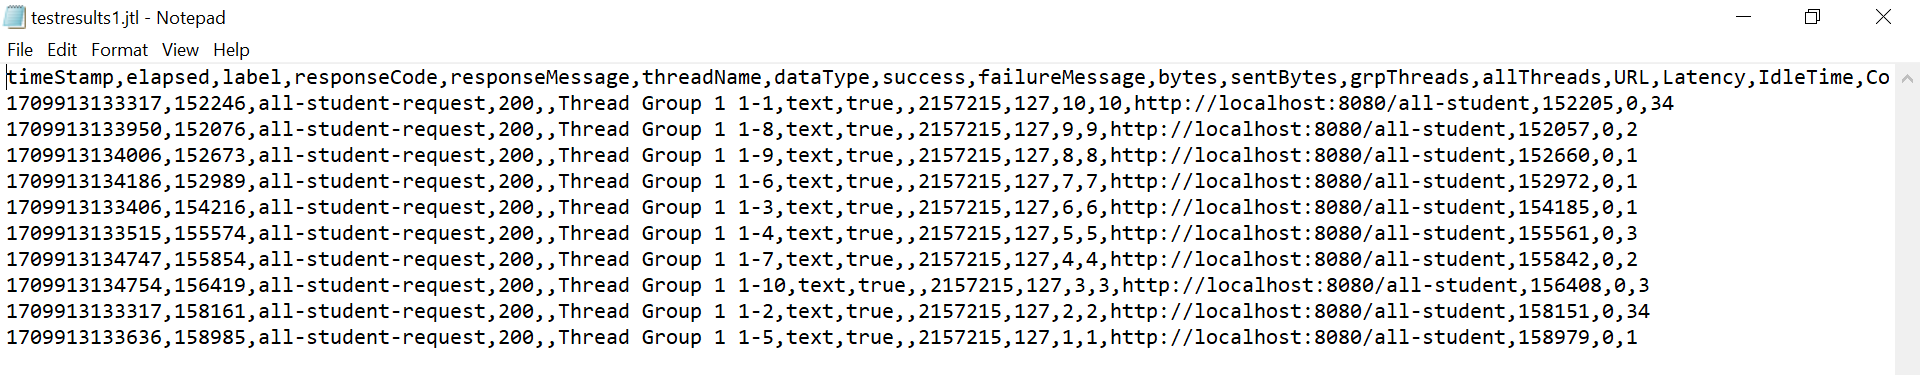 testresults1.jtl - Notepad
File Edit Format View Help
timeStamp,elapsed,label,responseCode,responseMessage,threadName,dataType,success,failureMessage,bytes,sentBytes,grpThreads,allThreads,URL,Latency,IdleTime,Co
1709913133317,152246,all-student-request,200,,Thread Group 1 1-1,text,true,,2157215,127,10,10,http://localhost:8080/all-student,152205,0,34
1709913133950,152076,all-student-request,200,,Thread Group 1 1-8,text,true,,2157215,127,9,9,http://localhost:8080/all-student,152057,0,2
1709913134006,152673,all-student-request,200,,Thread Group 1 1-9,text,true,,2157215,127,8,8,http://localhost:8080/all-student,152660,0,1
1709913134186,152989,all-student-request,200,,Thread Group 1 1-6,text,true,,2157215,127,7,7,http://localhost:8080/all-student,152972,0,1
1709913133406,154216,all-student-request,200,,Thread Group 1 1-3,text,true,,2157215,127,6,6,http://localhost:8080/all-student,154185,0,1
1709913133515,155574,all-student-request,200,,Thread Group 1 1-4,text,true,,2157215,127,5,5,http://localhost:8080/all-student,155561,0,3
1709913134747,155854,all-student-request,200,,Thread Group 1 1-7,text,true,,2157215,127,4,4,http://localhost:8080/all-student,155842,0,2
1709913134754,156419,all-student-request,200,,Thread Group 1 1-10,text,true,,2157215,127,3,3,http://localhost:8080/all-student,156408,0,3
1709913133317,158161,all-student-request,200,,Thread Group 1 1-2,text,true,,2157215,127,2,2,http://localhost:8080/all-student,158151,0,34
1709913133636,158985,all-student-request,200,,Thread Group 1 1-5,text,true,,2157215,127,1,1,http://localhost:8080/all-student,158979,0,1